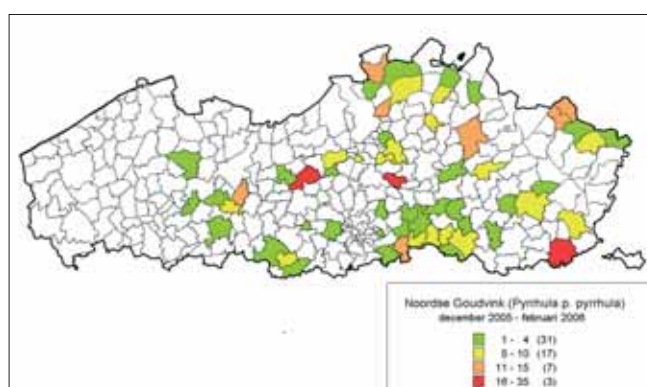 Noordse Goudvink (Pyrrhula p. pyrrhula)
december 2005 - februari 2006
1 - 4 (31)
5 - 10 (17)
11 - 15 (7)
16 - 35 (3)